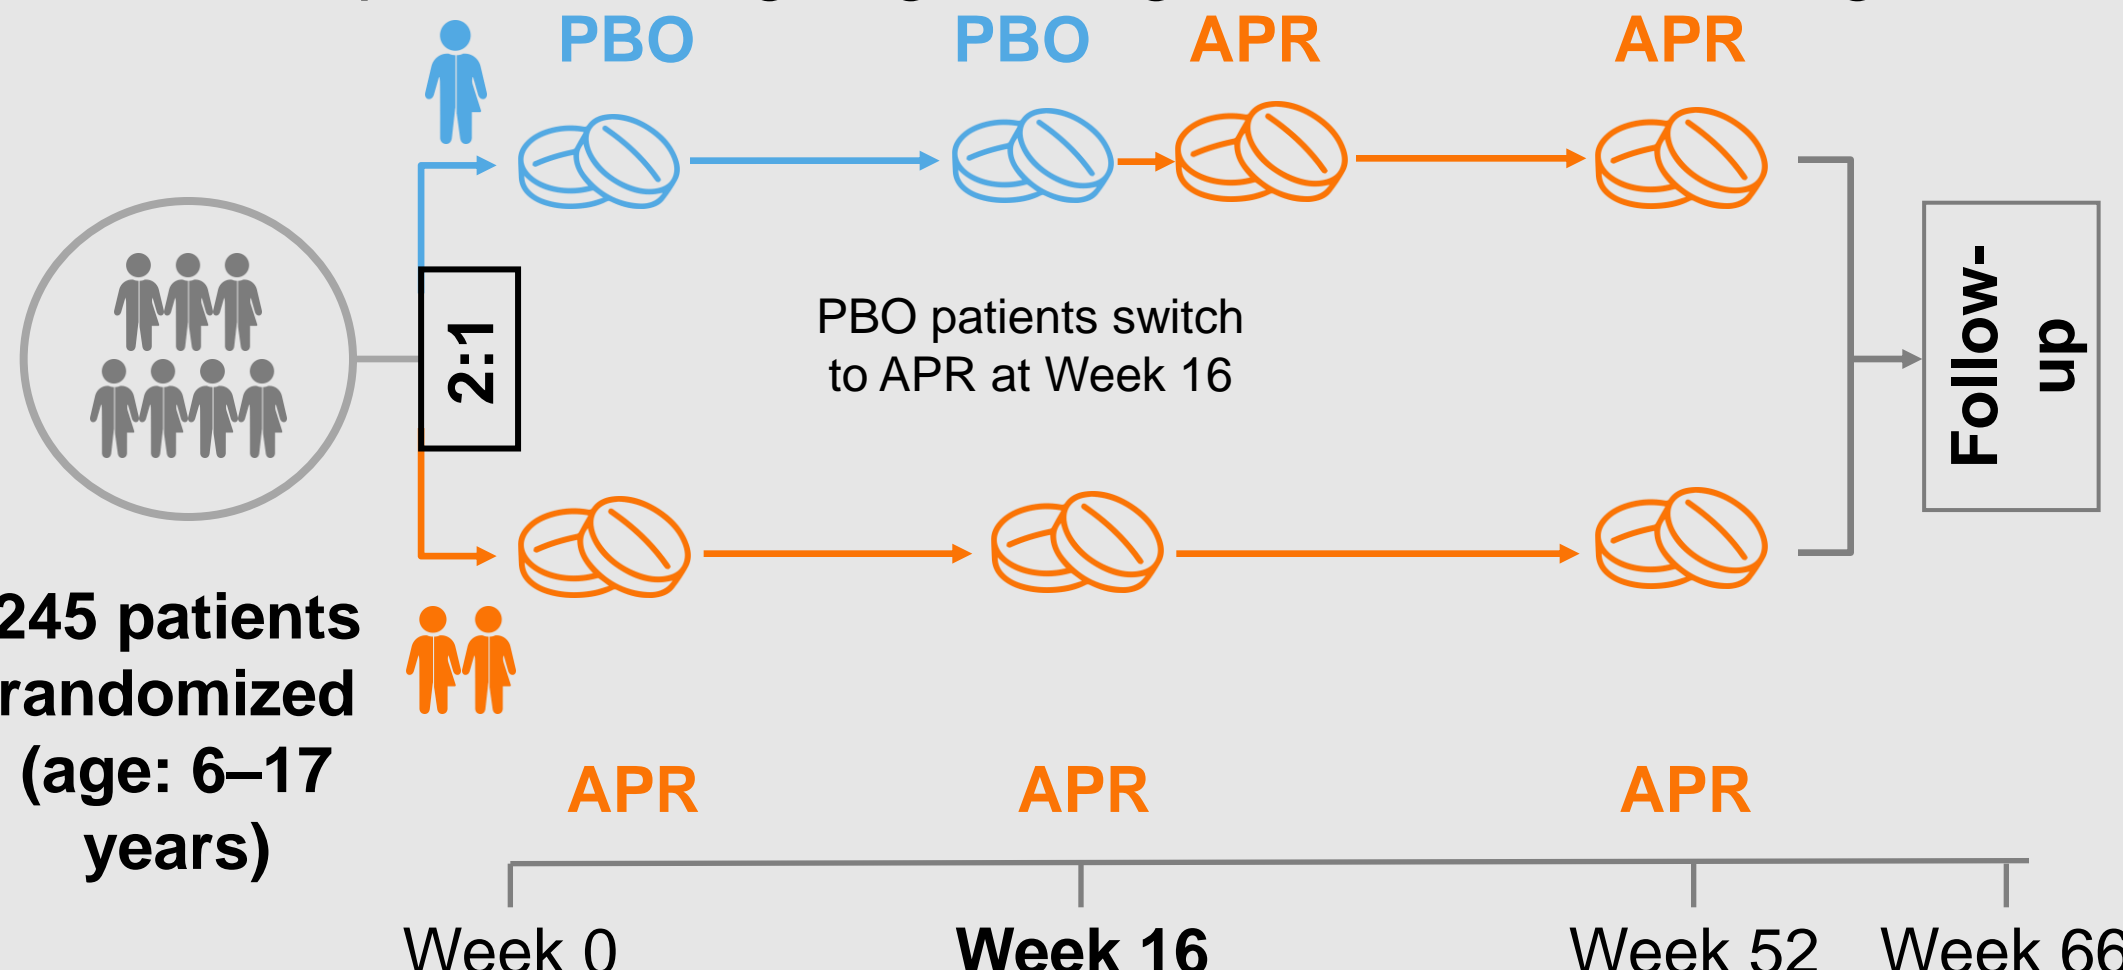 PBO PBO APR APR
2:1
PBO patients switch
to APR at Week 16
Follow-
up
245 patients
randomized
(age: 6–17
years)
APR APR APR
Week 0 Week 16 Week 52 Week 66